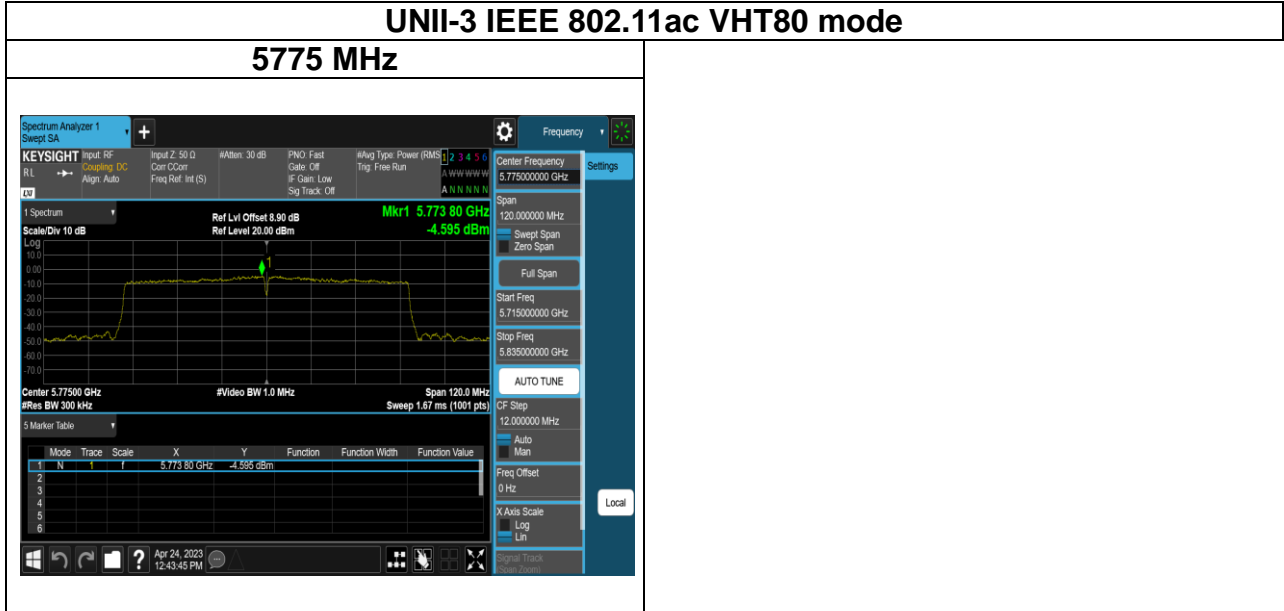 UNII-3 IEEE 802.11ac VHT80 mode
5775 MHz
Spectrum Analyzer 1
Swept SA
Frequency
KEYSIGHT
RL
LXI
Input: RF
Coupling: DC
Align: Auto
Input Z: 50 Ω
Corr CCorr
Freq Ref: Int (S)
#Atten: 30 dB
PNO: Fast
Gate: Off
IF Gain: Low
Sig Track: Off
#Avg Type: Power (RMS
Trig: Free Run
1 2 3 4 5 6
A W W W W W
A N N N N N
1 Spectrum
Scale/Div 10 dB
Ref Lvl Offset 8.90 dB
Ref Level 20.00 dBm
Mkr1 5.773 80 GHz
-4.595 dBm
Log
10.0
0.00
-10.0
-20.0
-30.0
-40.0
-50.0
-60.0
-70.0
1
Center 5.77500 GHz
#Res BW 300 kHz
#Video BW 1.0 MHz
Span 120.0 MHz
Sweep 1.67 ms (1001 pts)
5 Marker Table
Mode Trace Scale X Y Function Function Width Function Value
1 N 1 f 5.773 80 GHz -4.595 dBm
2
3
4
5
6
Apr 24, 2023
12:43:45 PM
Center Frequency
5.775000000 GHz
Settings
Span
120.000000 MHz
Swept Span
Zero Span
Full Span
Start Freq
5.715000000 GHz
Stop Freq
5.835000000 GHz
AUTO TUNE
CF Step
12.000000 MHz
Auto
Man
Freq Offset
0 Hz
Local
X Axis Scale
Log
Lin
Signal Track
(Span Zoom)